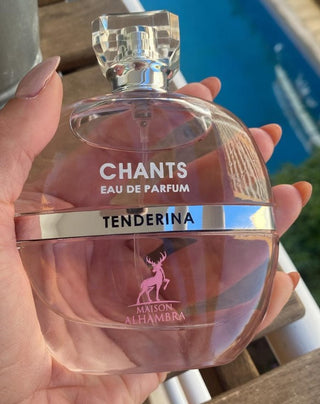 CHANTS
EAU DE PARFUM
TENDERINA
MAISON
ALHAMBRA